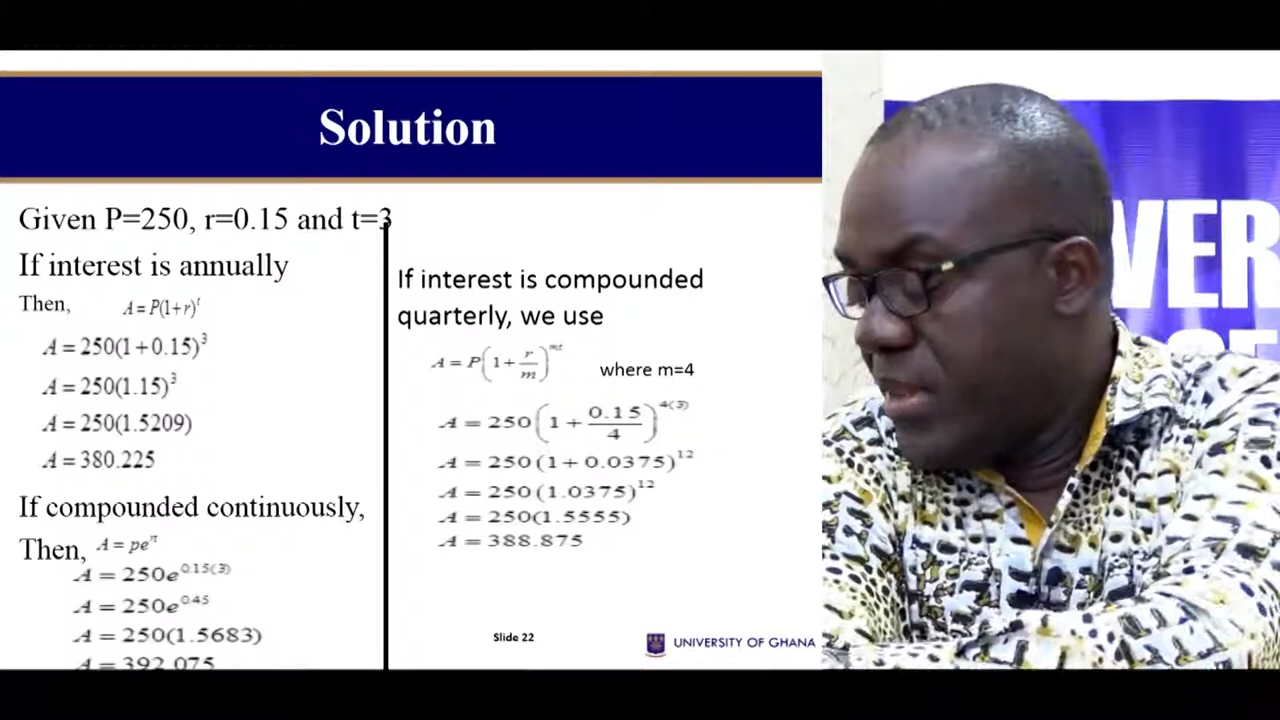 Solution
Given P=250, r=0.15 and t=3
If interest is annually
Then, A = P(1+r)^t
A = 250(1+0.15)^3
A = 250(1.15)^3
A = 250(1.5209)
A = 380.225
If compounded continuously,
Then, A = pe^rt
A = 250e^0.15(3)
A = 250e^0.45
A = 250(1.5683)
A = 392.075
If interest is compounded
quarterly, we use
A = P(1 + r/m)^mt where m=4
A = 250(1 + 0.15/4)^4(3)
A = 250(1+0.0375)^12
A = 250(1.0375)^12
A = 250(1.5555)
A = 388.875
Slide 22
UNIVERSITY OF GHANA
VER
OF